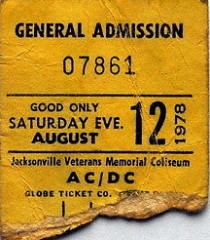 GENERAL ADMISSION
07861
GOOD ONLY
SATURDAY EVE.
AUGUST
12
1978
Jacksonville Veterans Memorial Coliseum
AC/DC
GLOBE TICKET CO.